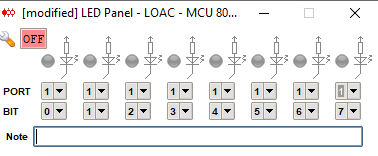 [modified] LED Panel - LOAC - MCU 80...
OFF
PORT 1 1 1 1 1 1 1 1
BIT 0 1 2 3 4 5 6 7
Note